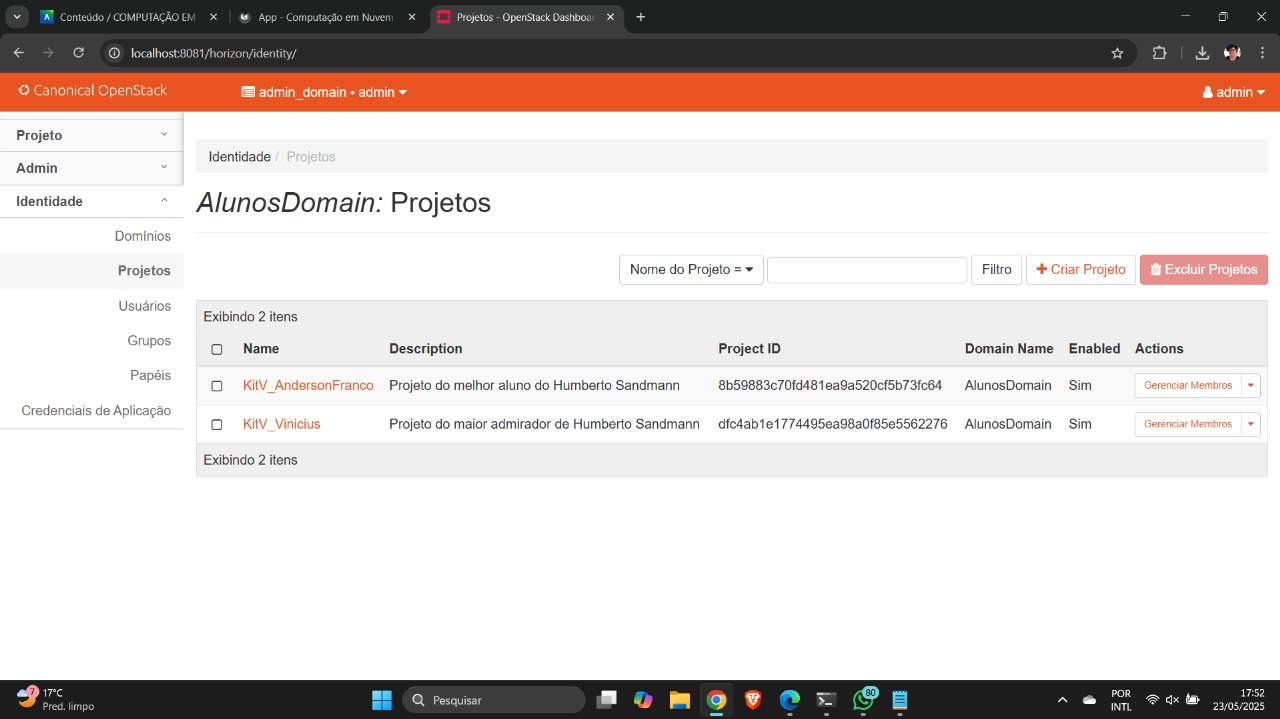 Conteúdo / COMPUTAÇÃO EM
App - Computação em Nuvem
Projetos - OpenStack Dashboar
localhost:8081/horizon/identity/
Canonical OpenStack
admin_domain • admin
admin
Projeto
Admin
Identidade
Domínios
Projetos
Usuários
Grupos
Papéis
Credenciais de Aplicação
Identidade / Projetos
AlunosDomain: Projetos
Nome do Projeto = Filtro Criar Projeto Excluir Projetos
Exibindo 2 itens
Name Description Project ID Domain Name Enabled Actions
KitV_AndersonFranco Projeto do melhor aluno do Humberto Sandmann 8b59883c70fd481ea9a520cf5b73fc64 AlunosDomain Sim Gerenciar Membros
KitV_Vinicius Projeto do maior admirador de Humberto Sandmann dfc4ab1e1774495ea98a0f85e5562276 AlunosDomain Sim Gerenciar Membros
Exibindo 2 itens
7
17°C
Pred. limpo
Pesquisar
80
POR
INTL
17:52
23/05/2025